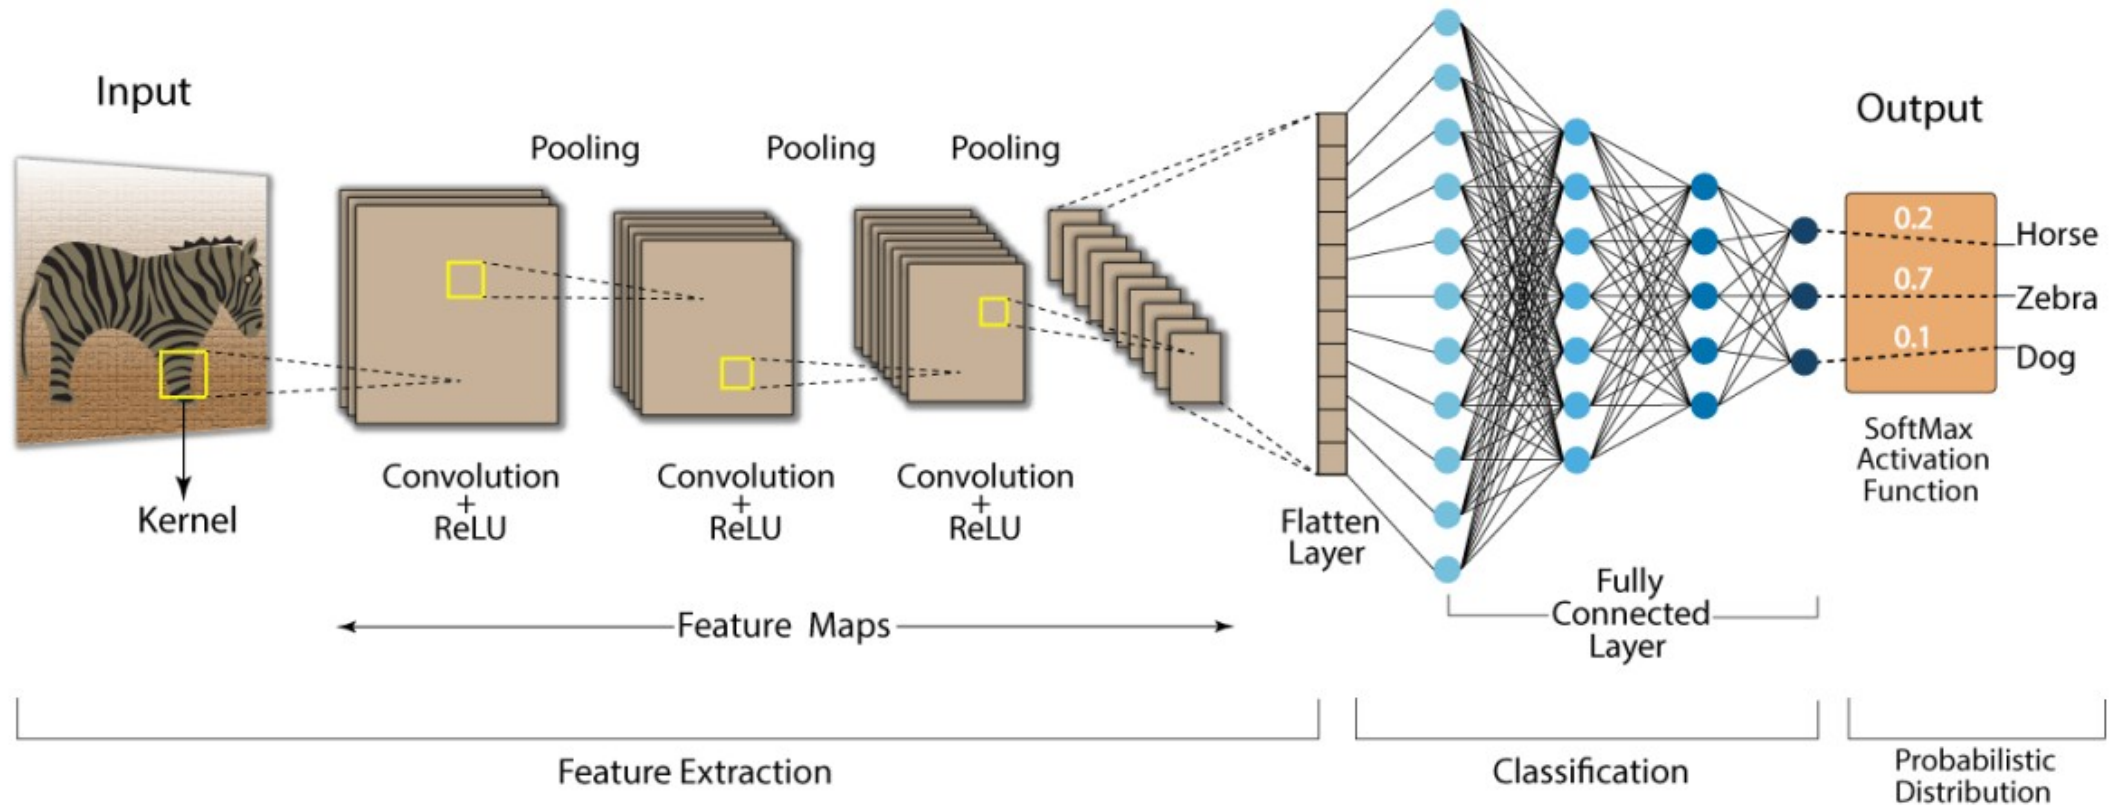 Input
Pooling
Pooling
Pooling
Output
0.2
Horse
0.7
Zebra
0.1
Dog
Kernel
Convolution
+
ReLU
Convolution
+
ReLU
Convolution
+
ReLU
Flatten
Layer
SoftMax
Activation
Function
Feature Maps
Fully
Connected
Layer
Feature Extraction
Classification
Probabilistic
Distribution